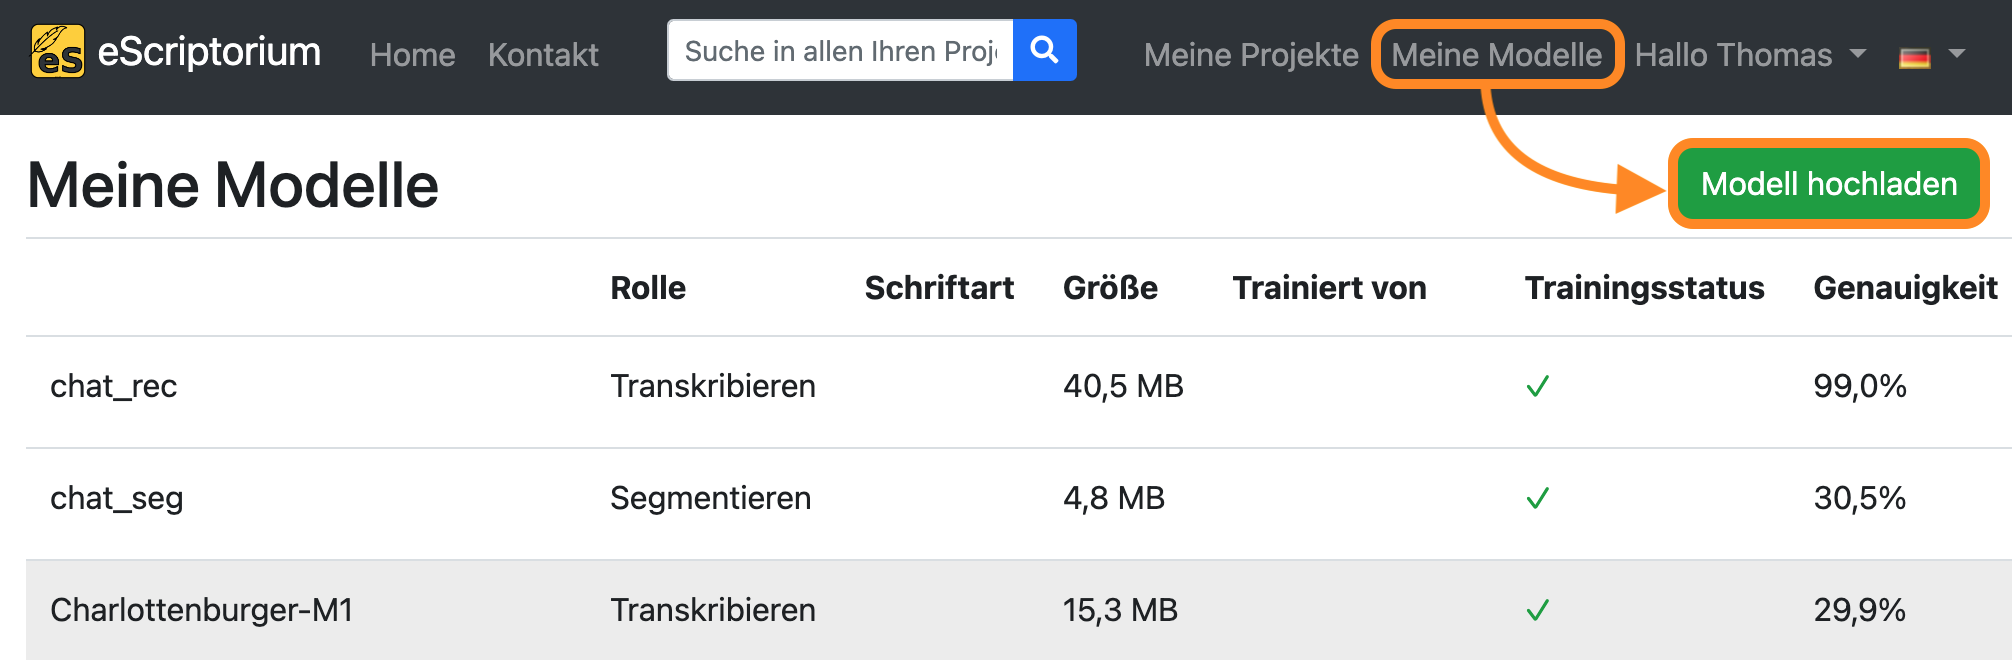 es eScriptorium Home Kontakt Suche in allen Ihren Proj Meine Projekte Meine Modelle Hallo Thomas
Meine Modelle Modell hochladen
Rolle Schriftart Größe Trainiert von Trainingsstatus Genauigkeit
chat_rec Transkribieren 40,5 MB ✓ 99,0%
chat_seg Segmentieren 4,8 MB ✓ 30,5%
Charlottenburger-M1 Transkribieren 15,3 MB ✓ 29,9%